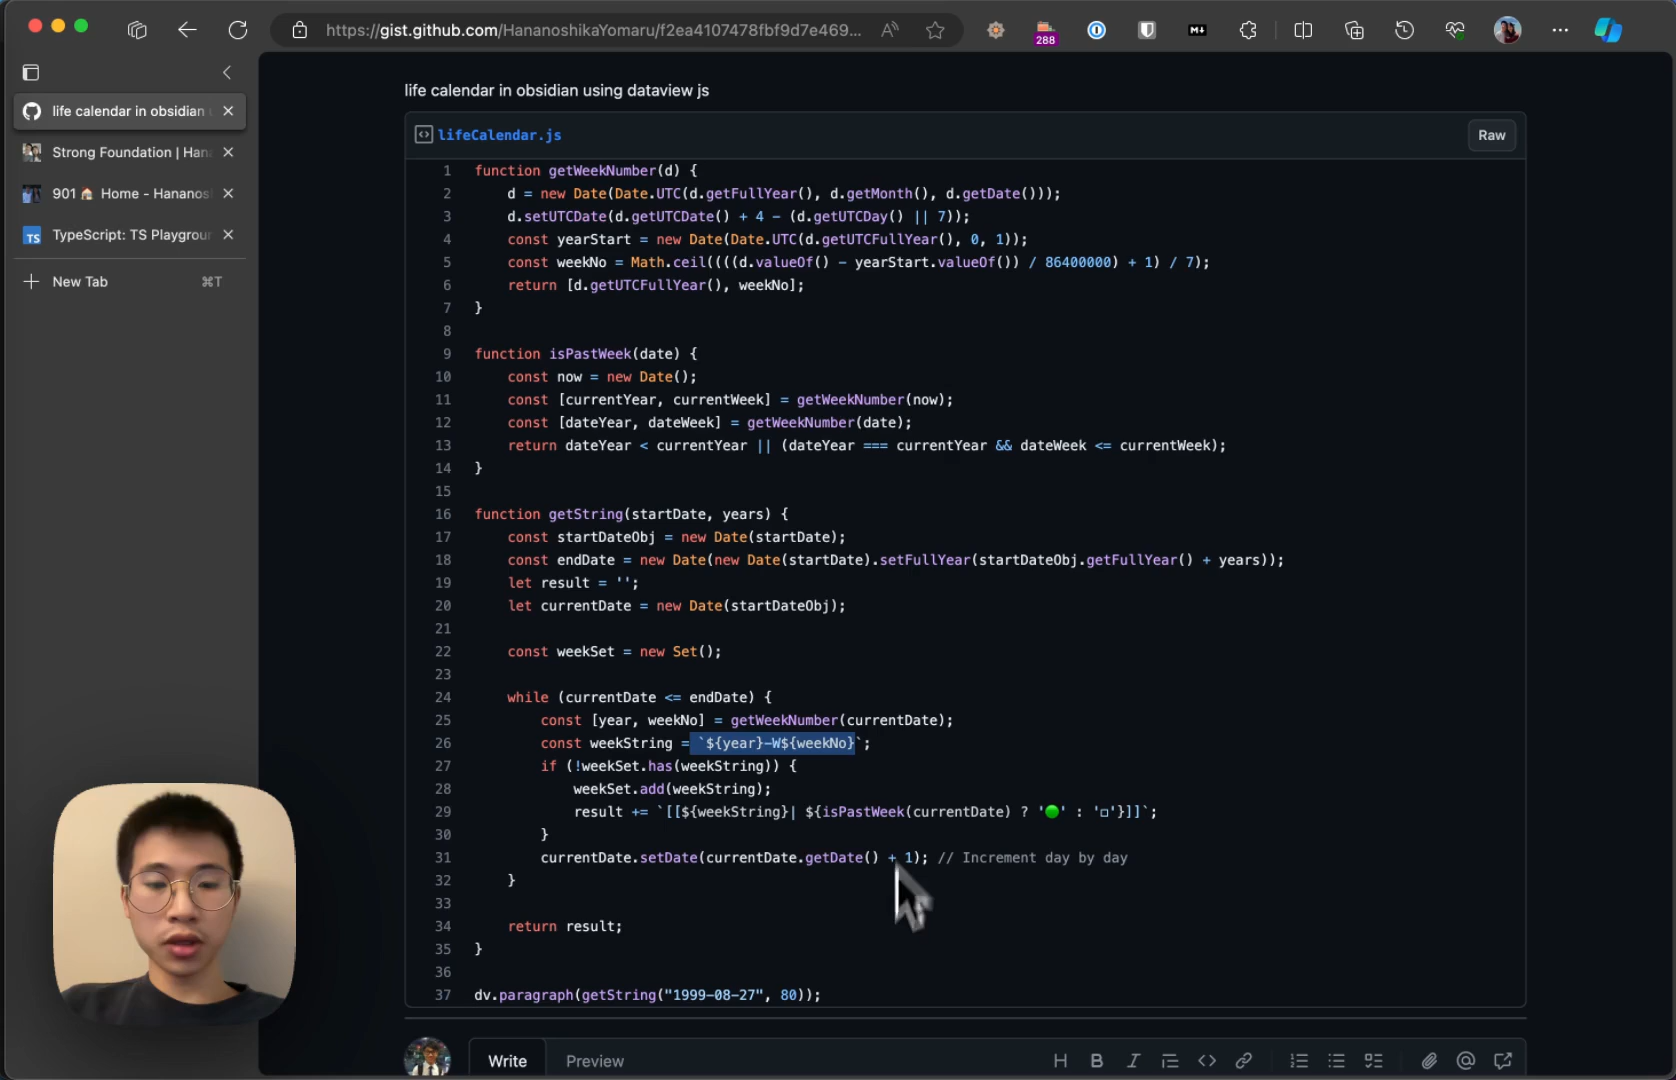 https://gist.github.com/HananoshikaYomaru/f2ea4107478fbf9d7e469...
288
life calendar in obsidian
Strong Foundation | Han
901 🏠 Home - Hananos
TS TypeScript: TS Playgrou
New Tab ⌘T
life calendar in obsidian using dataview js
lifeCalendar.js
Raw
1 function getWeekNumber(d) {
2 d = new Date(Date.UTC(d.getFullYear(), d.getMonth(), d.getDate()));
3 d.setUTCDate(d.getUTCDate() + 4 - (d.getUTCDay() || 7));
4 const yearStart = new Date(Date.UTC(d.getUTCFullYear(), 0, 1));
5 const weekNo = Math.ceil((((d.valueOf() - yearStart.valueOf()) / 86400000) + 1) / 7);
6 return [d.getUTCFullYear(), weekNo];
7 }
8
9 function isPastWeek(date) {
10 const now = new Date();
11 const [currentYear, currentWeek] = getWeekNumber(now);
12 const [dateYear, dateWeek] = getWeekNumber(date);
13 return dateYear < currentYear || (dateYear === currentYear && dateWeek <= currentWeek);
14 }
15
16 function getString(startDate, years) {
17 const startDateObj = new Date(startDate);
18 const endDate = new Date(new Date(startDate).setFullYear(startDateObj.getFullYear() + years));
19 let result = '';
20 let currentDate = new Date(startDateObj);
21
22 const weekSet = new Set();
23
24 while (currentDate <= endDate) {
25 const [year, weekNo] = getWeekNumber(currentDate);
26 const weekString = `${year}-W${weekNo}`;
27 if (!weekSet.has(weekString)) {
28 weekSet.add(weekString);
29 result += `[[${weekString}| ${isPastWeek(currentDate) ? '🟢' : '□'}]]`;
30 }
31 currentDate.setDate(currentDate.getDate() + 1); // Increment day by day
32 }
33
34 return result;
35 }
36
37 dv.paragraph(getString("1999-08-27", 80));
Write
Preview